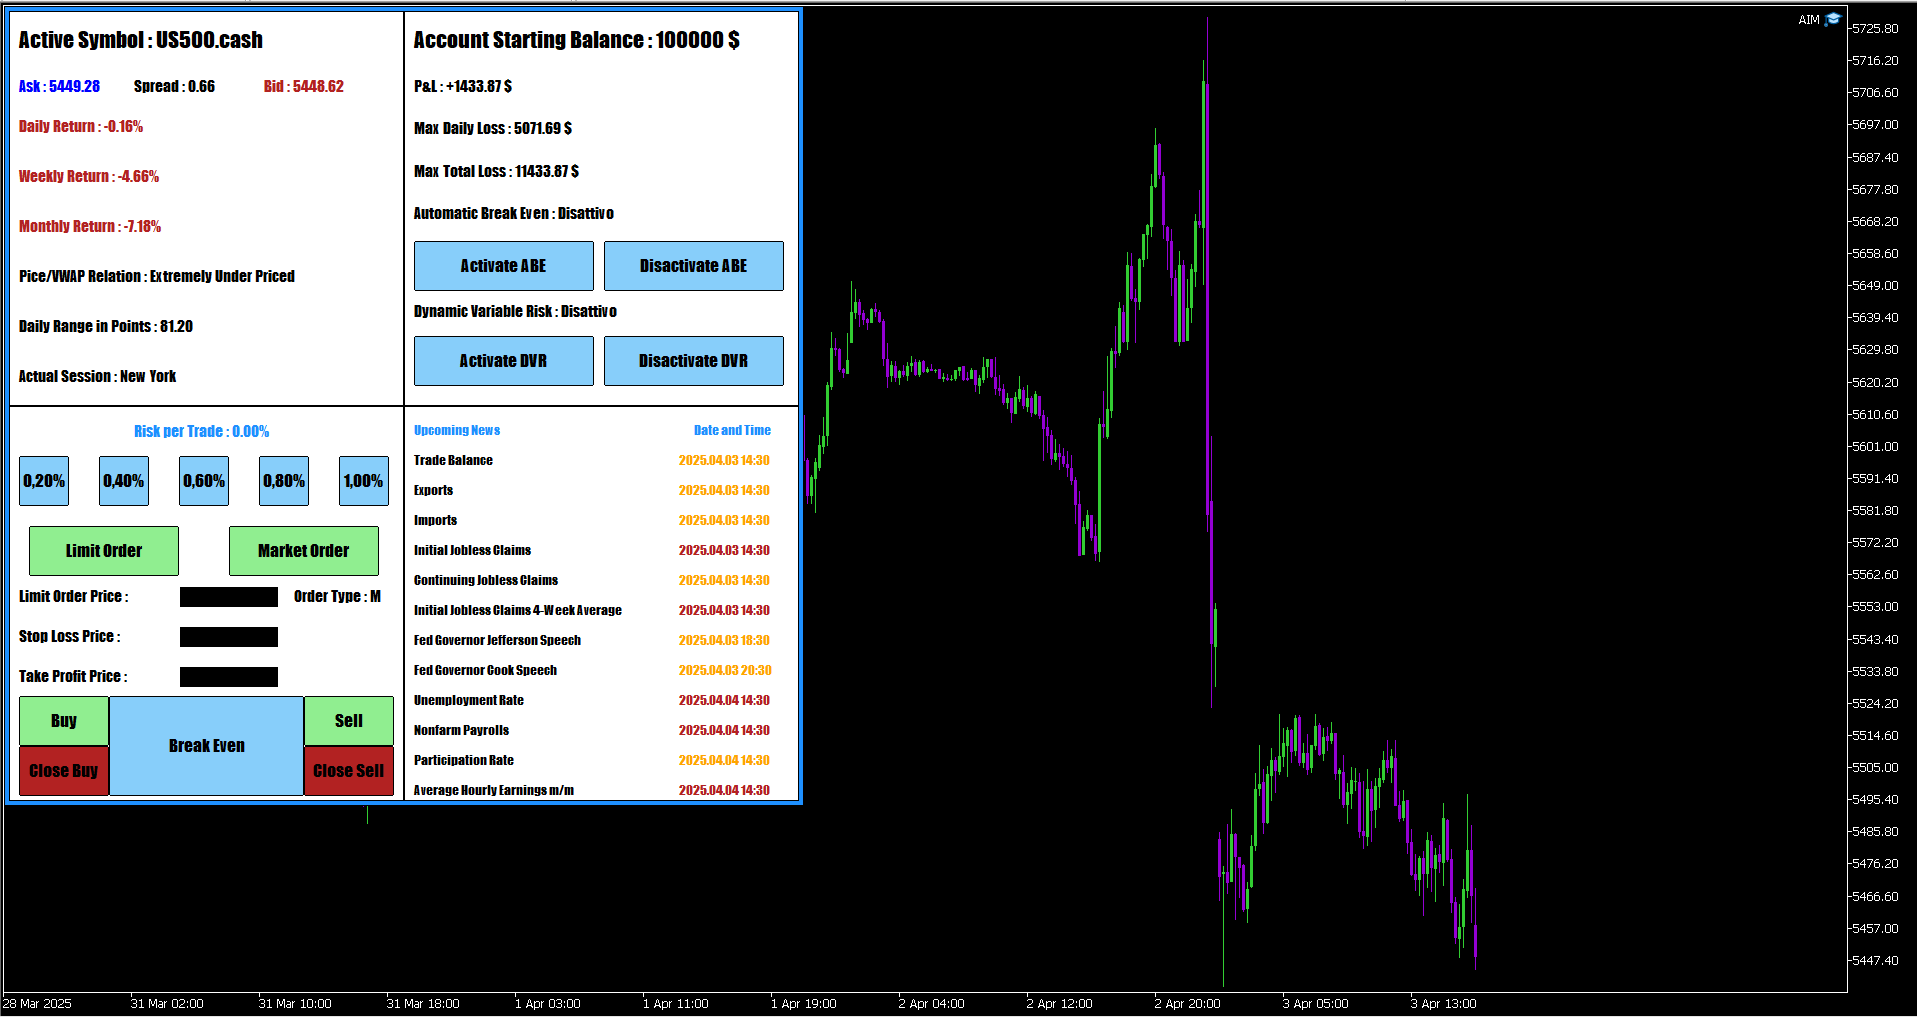 Active Symbol : US500.cash
Ask : 5449.28 Spread : 0.66 Bid : 5448.62
Daily Return : -0.16%
Weekly Return : -4.66%
Monthly Return : -7.18%
Pice/VWAP Relation : Extremely Under Priced
Daily Range in Points : 81.20
Actual Session : New York
Account Starting Balance : 100000 $
P&L : +1433.87 $
Max Daily Loss : 5071.69 $
Max Total Loss : 11433.87 $
Automatic Break Even : Disattivo
Activate ABE Disactivate ABE
Dynamic Variable Risk : Disattivo
Activate DVR Disactivate DVR
Risk per Trade : 0.00%
0,20% 0,40% 0,60% 0,80% 1,00%
Limit Order Market Order
Limit Order Price : Order Type : M
Stop Loss Price :
Take Profit Price :
Buy Break Even Sell
Close Buy Close Sell
Upcoming News Date and Time
Trade Balance 2025.04.03 14:30
Exports 2025.04.03 14:30
Imports 2025.04.03 14:30
Initial Jobless Claims 2025.04.03 14:30
Continuing Jobless Claims 2025.04.03 14:30
Initial Jobless Claims 4-Week Average 2025.04.03 14:30
Fed Governor Jefferson Speech 2025.04.03 18:30
Fed Governor Cook Speech 2025.04.03 20:30
Unemployment Rate 2025.04.04 14:30
Nonfarm Payrolls 2025.04.04 14:30
Participation Rate 2025.04.04 14:30
Average Hourly Earnings m/m 2025.04.04 14:30
AIM
5725.80
5716.20
5706.60
5697.00
5687.40
5677.80
5668.20
5658.60
5649.00
5639.40
5629.80
5620.20
5610.60
5601.00
5591.40
5581.80
5572.20
5562.60
5553.00
5543.40
5533.80
5524.20
5514.60
5505.00
5495.40
5485.80
5476.20
5466.60
5457.00
5447.40
28 Mar 2025 31 Mar 02:00 31 Mar 10:00 31 Mar 18:00 1 Apr 03:00 1 Apr 11:00 1 Apr 19:00 2 Apr 04:00 2 Apr 12:00 2 Apr 20:00 3 Apr 05:00 3 Apr 13:00